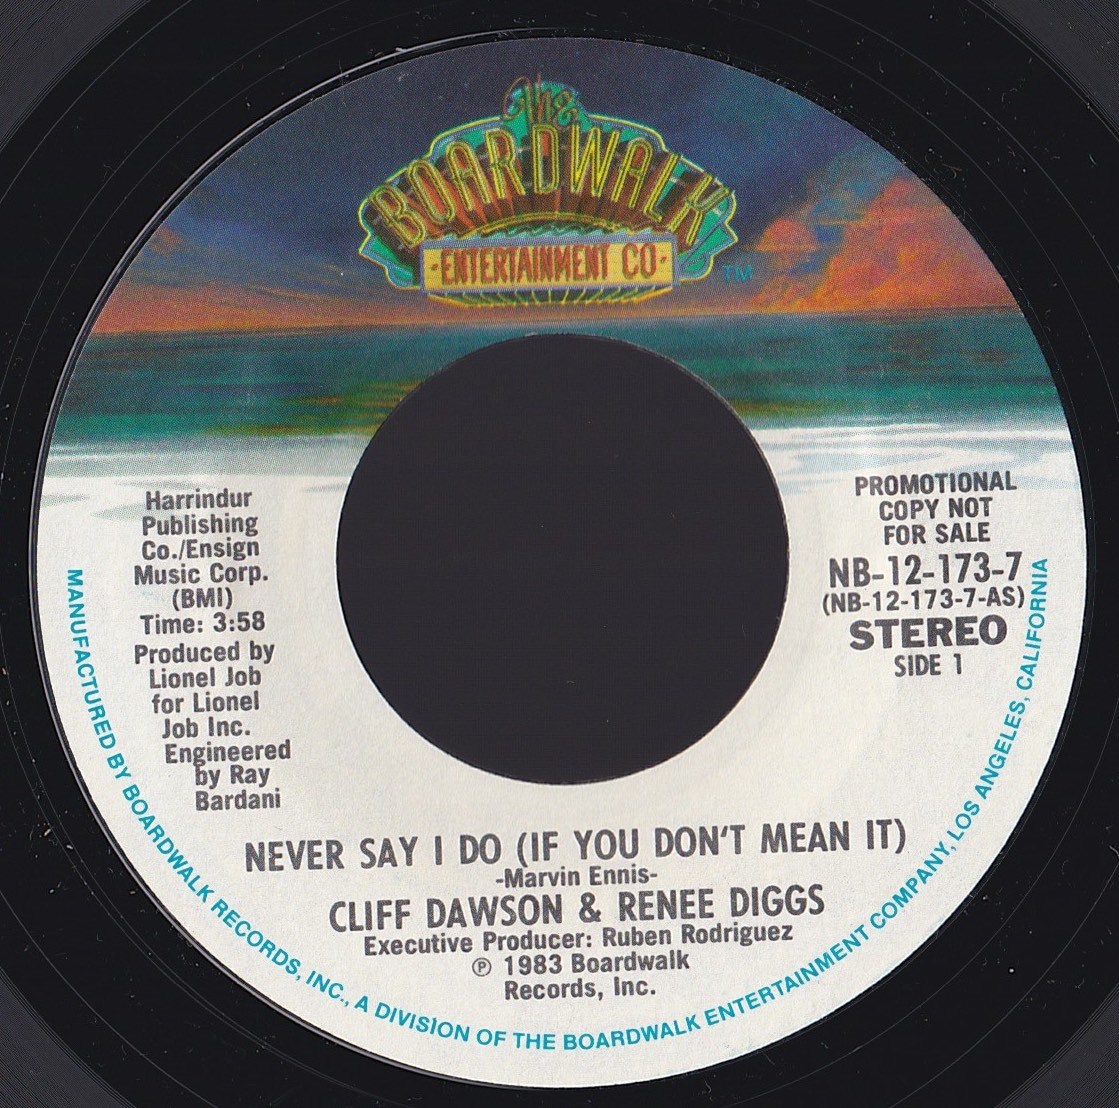 The
BOARDWALK
·ENTERTAINMENT CO·
TM
Harrindur
Publishing
Co./Ensign
Music Corp.
(BMI)
Time: 3:58
Produced by
Lionel Job
for Lionel
Job Inc.
Engineered
by Ray
Bardani
PROMOTIONAL
COPY NOT
FOR SALE
NB-12-173-7
(NB-12-173-7-AS)
STEREO
SIDE 1
NEVER SAY I DO (IF YOU DON'T MEAN IT)
-Marvin Ennis-
CLIFF DAWSON & RENEE DIGGS
Executive Producer: Ruben Rodriguez
℗ 1983 Boardwalk
Records, Inc.
MANUFACTURED BY BOARDWALK RECORDS, INC., A DIVISION OF THE BOARDWALK ENTERTAINMENT COMPANY, LOS ANGELES, CALIFORNIA